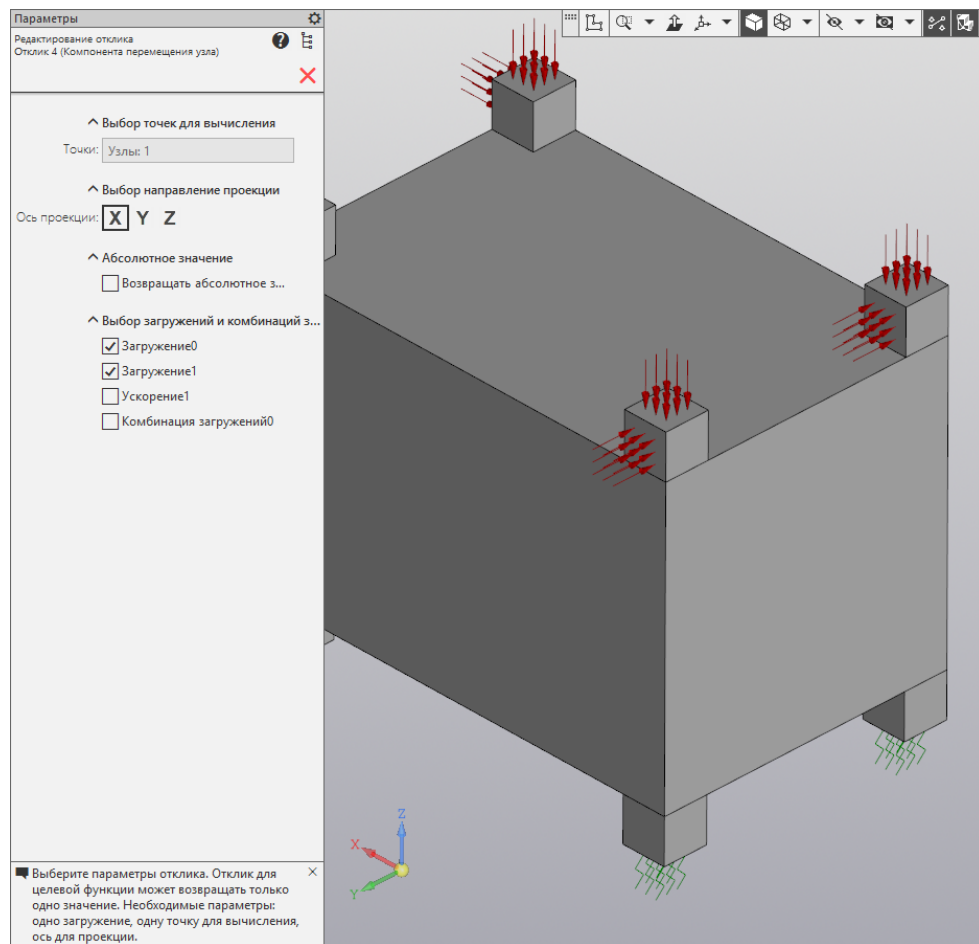 Параметры
Редактирование отклика
Отклик 4 (Компонента перемещения узла)
Выбор точек для вычисления
Точки: Узлы: 1
Выбор направление проекции
Ось проекции: X Y Z
Абсолютное значение
Возвращать абсолютное з...
Выбор загружений и комбинаций з...
Загружение0
Загружение1
Ускорение1
Комбинация загружений0
Выберите параметры отклика. Отклик для
целевой функции может возвращать только
одно значение. Необходимые параметры:
одно загружение, одну точку для вычисления,
ось для проекции.
Z
X
Y